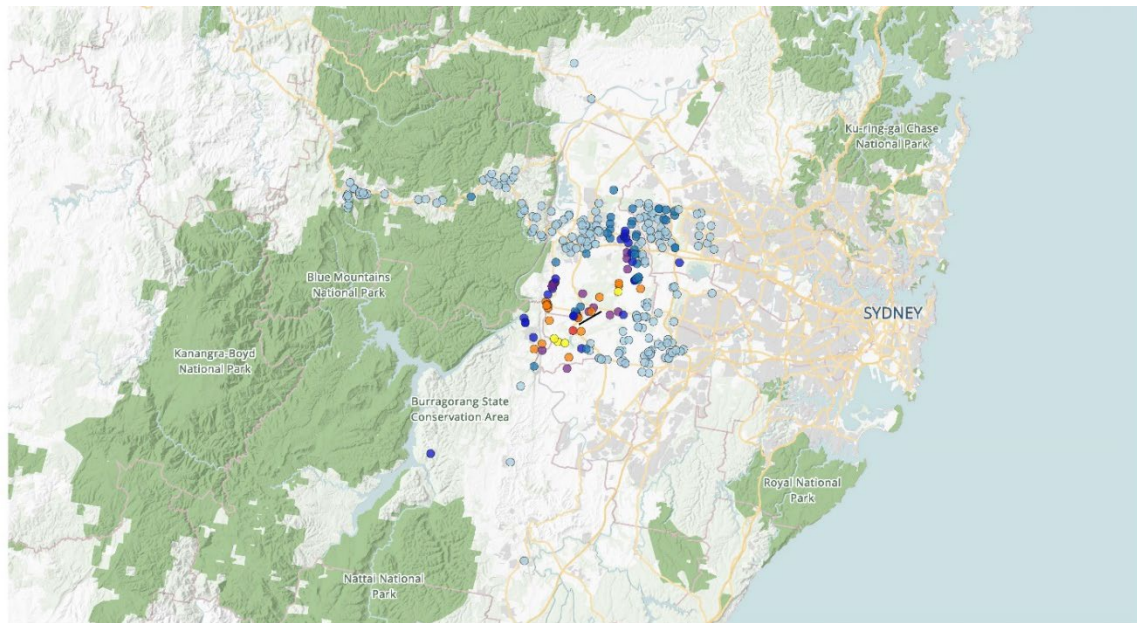 Ku-ring-gai Chase
National Park
Blue Mountains
National Park
SYDNEY
Kanangra-Boyd
National Park
Burragorang State
Conservation Area
Royal National
Park
Nattai National
Park